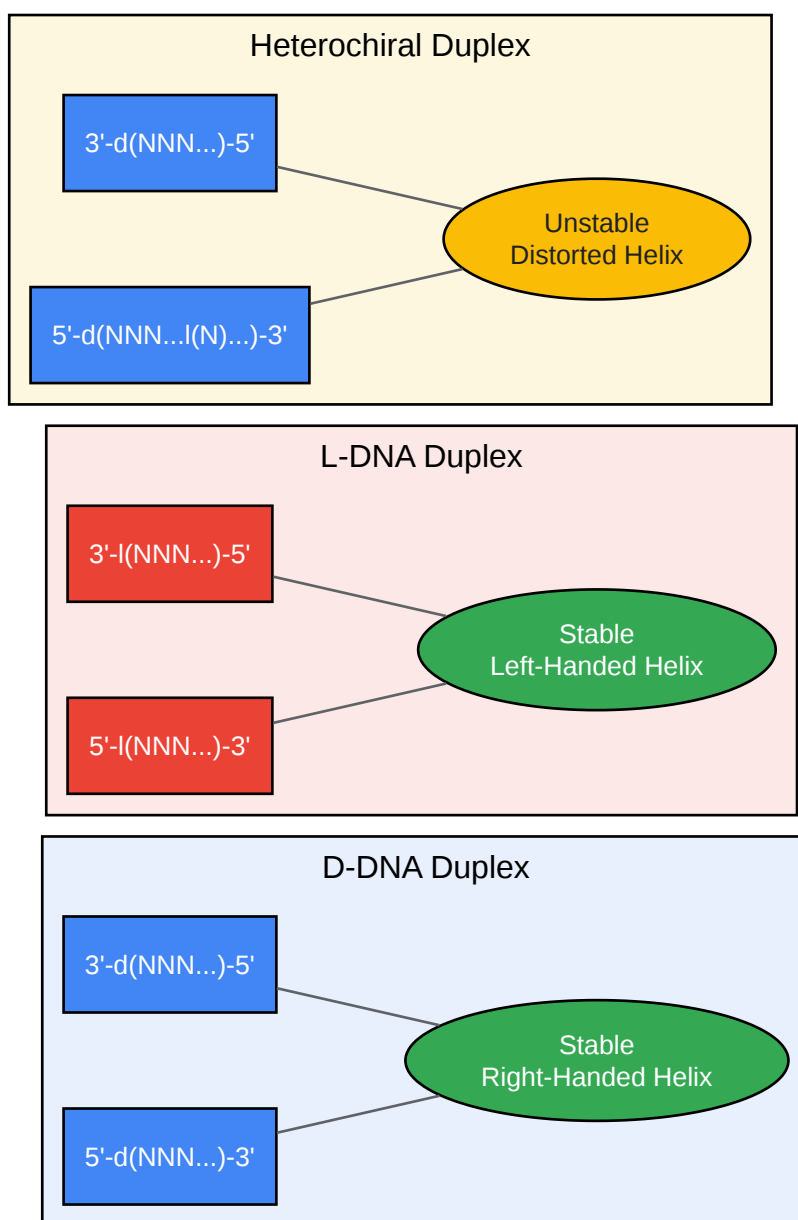 Heterochiral Duplex
3'-d(NNN...)-5'
Unstable
Distorted Helix
5'-d(NNN...l(N)...)-3'
L-DNA Duplex
3'-l(NNN...)-5'
Stable
Left-Handed Helix
5'-l(NNN...)-3'
D-DNA Duplex
3'-d(NNN...)-5'
Stable
Right-Handed Helix
5'-d(NNN...)-3'